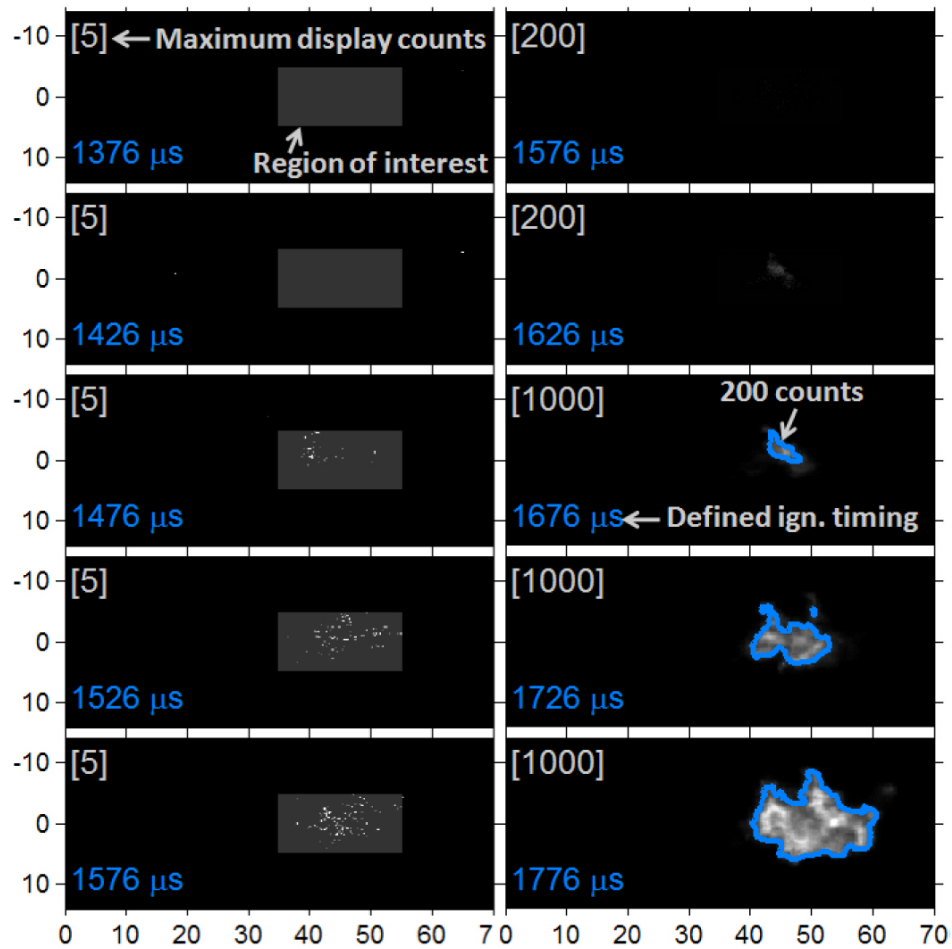 -10
0
10
[5] Maximum display counts
1376 μs
Region of interest
[200]
1576 μs
-10
0
10
[5]
1426 μs
[200]
1626 μs
-10
0
10
[5]
1476 μs
[1000]
200 counts
1676 μs Defined ign. timing
-10
0
10
[5]
1526 μs
[1000]
1726 μs
-10
0
10
[5]
1576 μs
[1000]
1776 μs
0 10 20 30 40 50 60 7 0 10 20 30 40 50 60 70